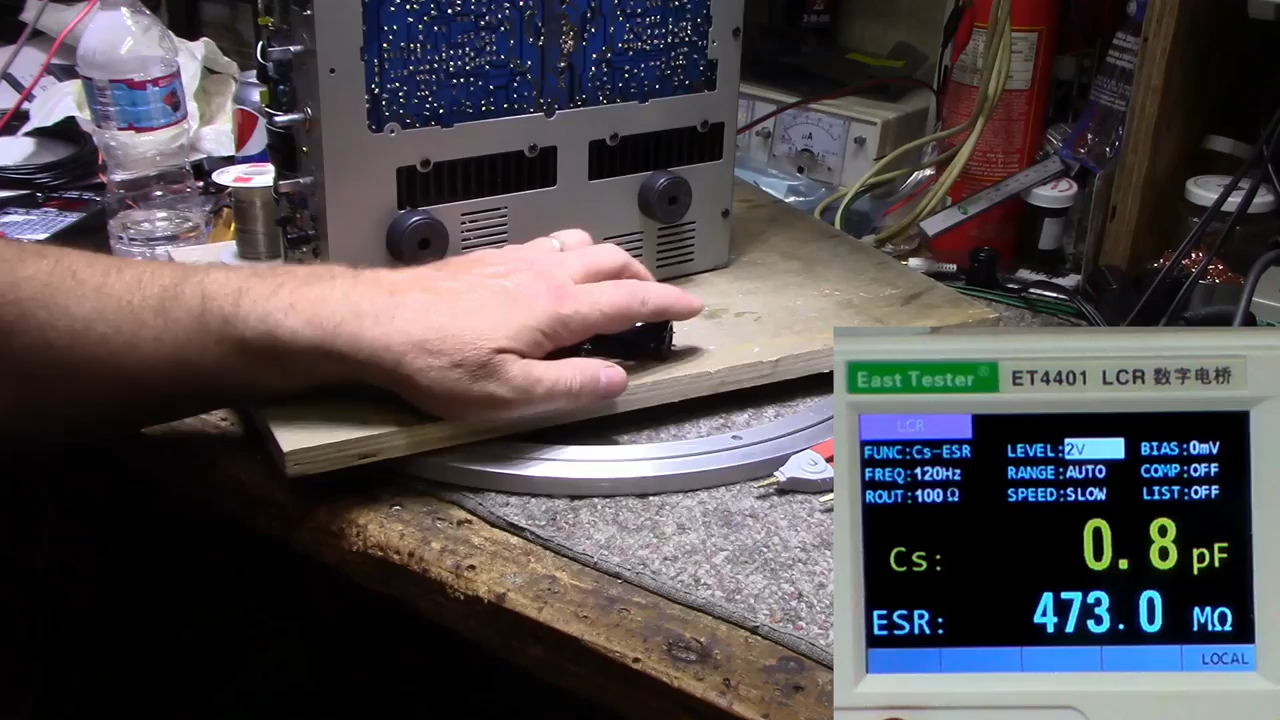 East Tester®
ET4401 LCR 数字电桥
LCR
FUNC:Cs-ESR LEVEL:2V BIAS:0mV
FREQ:120Hz RANGE:AUTO COMP:OFF
ROUT:100Ω SPEED:SLOW LIST:OFF
Cs: 0.8 pF
ESR: 473.0 MΩ
LOCAL
µA